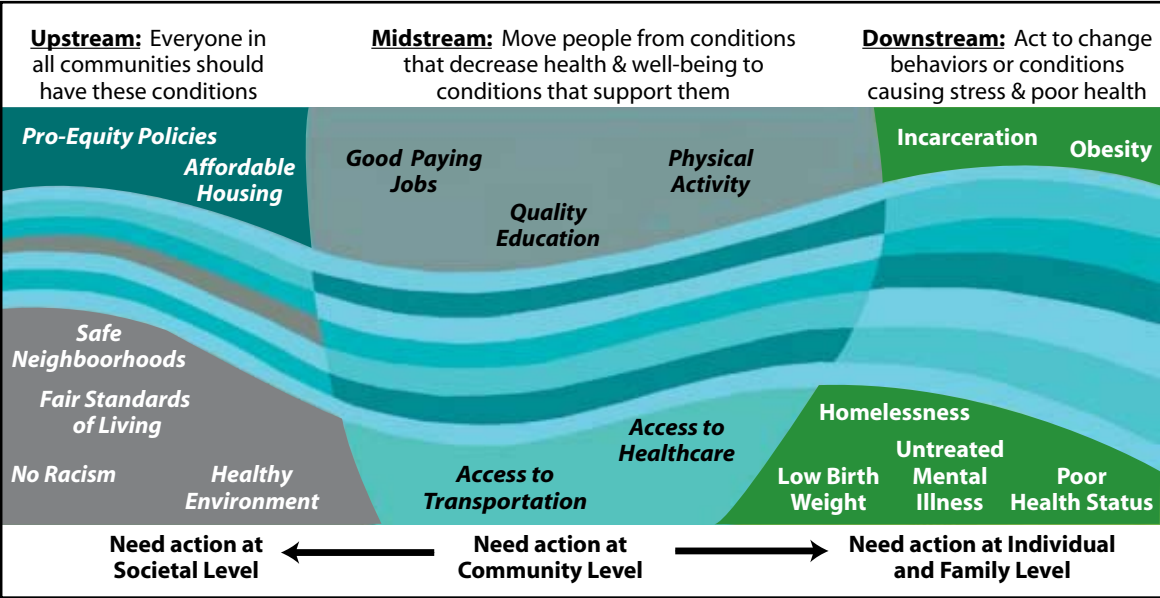 Upstream: Everyone in
all communities should
have these conditions
Midstream: Move people from conditions
that decrease health & well-being to
conditions that support them
Downstream: Act to change
behaviors or conditions
causing stress & poor health
Pro-Equity Policies
Affordable
Housing
Good Paying
Jobs
Physical
Activity
Quality
Education
Incarceration
Obesity
Safe
Neighboorhoods
Fair Standards
of Living
No Racism
Healthy
Environment
Access to
Healthcare
Access to
Transportation
Homelessness
Low Birth
Weight
Untreated
Mental
Illness
Poor
Health Status
Need action at
Societal Level
Need action at
Community Level
Need action at Individual
and Family Level